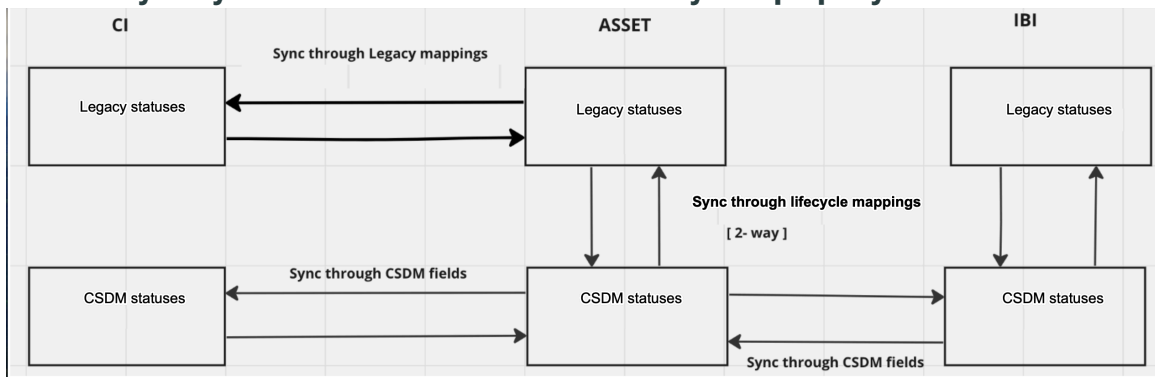 CI
ASSET
IBI
Sync through Legacy mappings
Legacy statuses
Legacy statuses
Legacy statuses
Sync through lifecycle mappings
[ 2- way ]
Sync through CSDM fields
CSDM statuses
CSDM statuses
CSDM statuses
Sync through CSDM fields